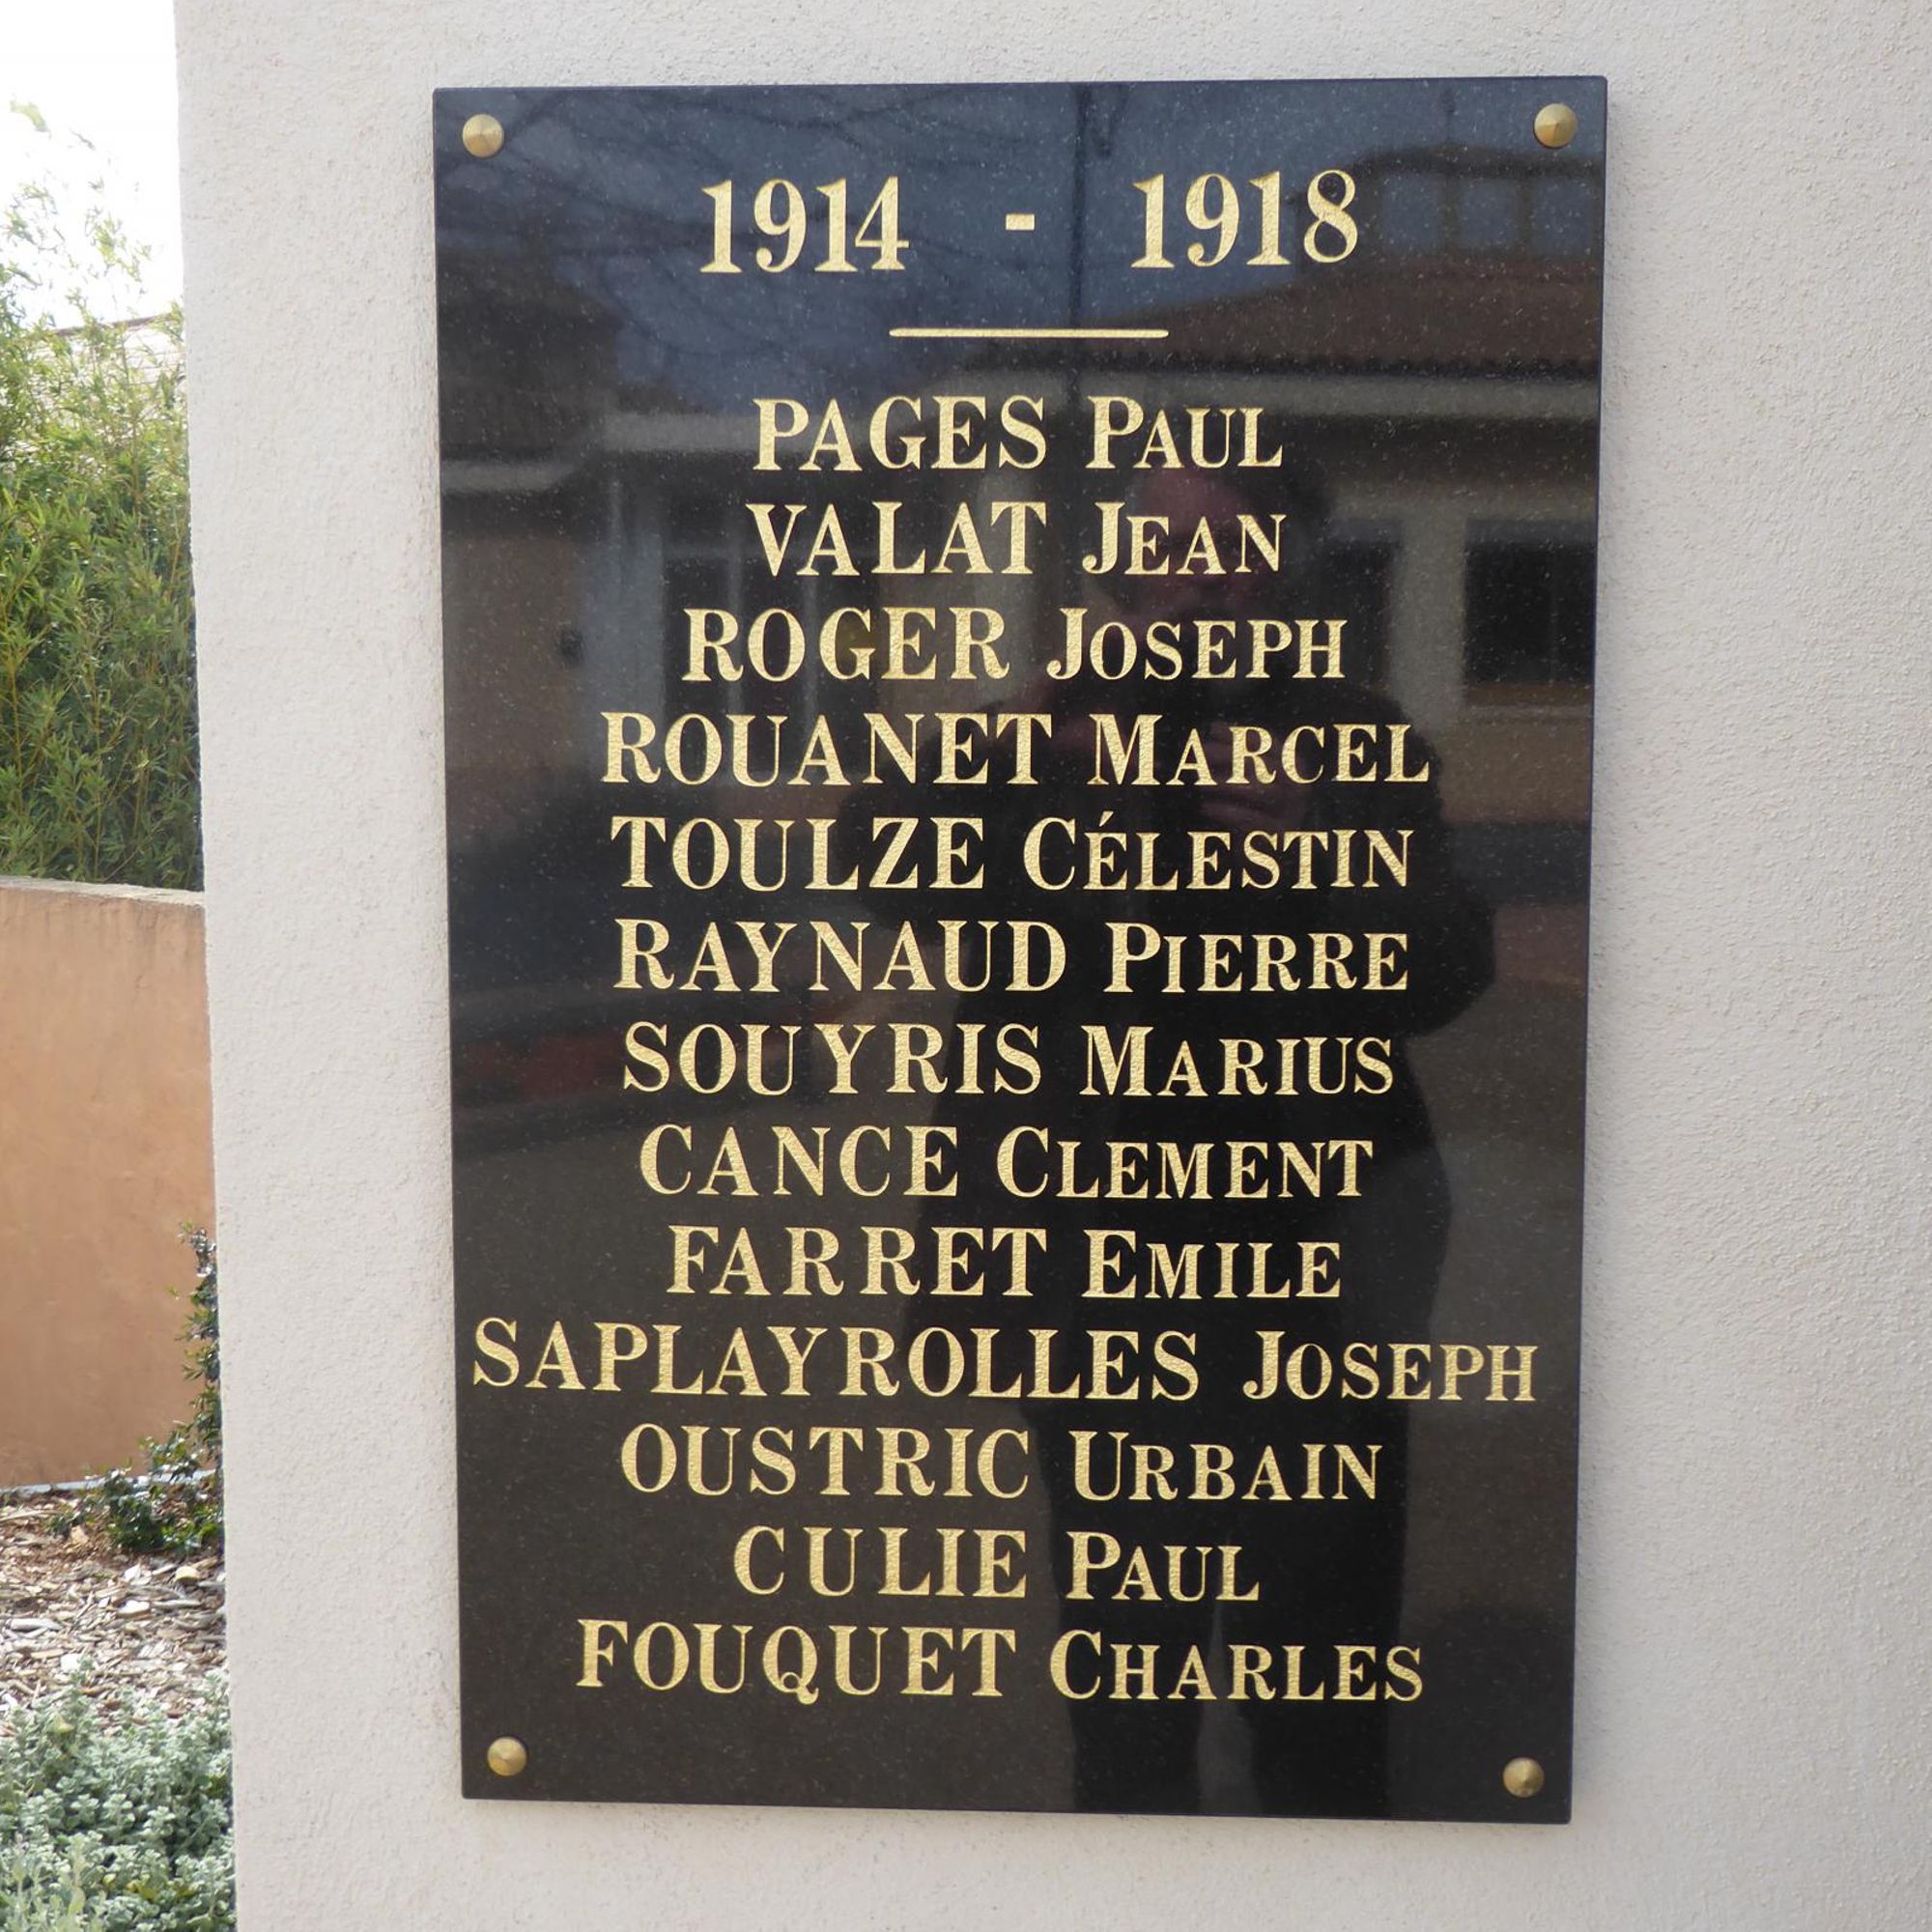 1914 - 1918
PAGES PAUL
VALAT JEAN
ROGER JOSEPH
ROUANET MARCEL
TOULZE CÉLESTIN
RAYNAUD PIERRE
SOUYRIS MARIUS
CANCE CLEMENT
FARRET EMILE
SAPLAYROLLES JOSEPH
OUSTRIC URBAIN
CULIE PAUL
FOUQUET CHARLES